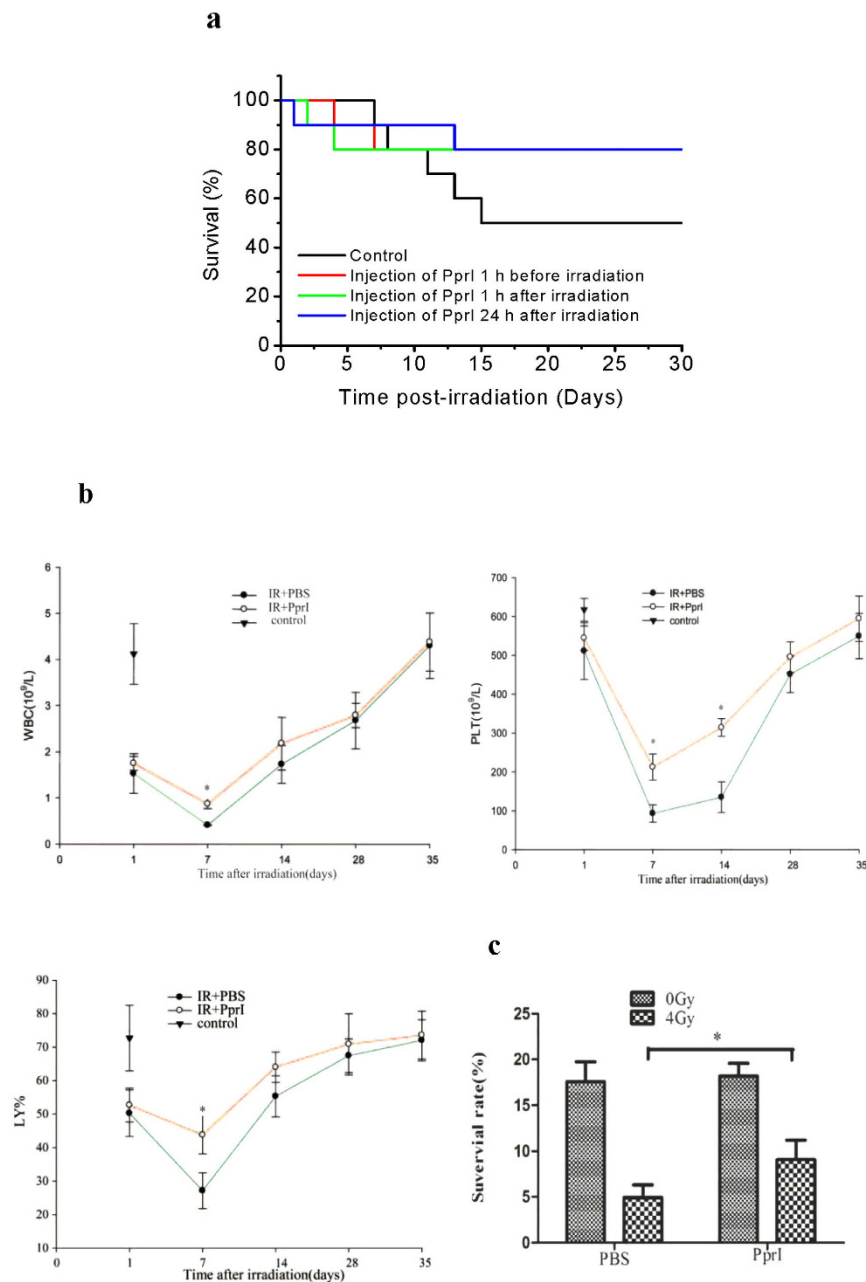 a
100
80
60
40
20
0
Survival (%)
Control
Injection of PprI 1 h before irradiation
Injection of PprI 1 h after irradiation
Injection of PprI 24 h after irradiation
0 5 10 15 20 25 30
Time post-irradiation (Days)
b
6
5
4
3
2
1
0
WBC(10⁹/L)
IR+PBS
IR+PprI
control
*
0 1 7 14 28 35
Time after irradiation(days)
700
600
500
400
300
200
100
0
PLT(10⁹/L)
IR+PBS
IR+PprI
control
* *
0 1 7 14 28 35
Time after irradiation(days)
90
80
70
60
50
40
30
20
10
LY%
IR+PBS
IR+PprI
control
*
0 1 7 14 28 35
Time after irradiation(days)
c
0Gy
4Gy
*
25
20
15
10
5
0
Suvervial rate(%)
PBS PprI